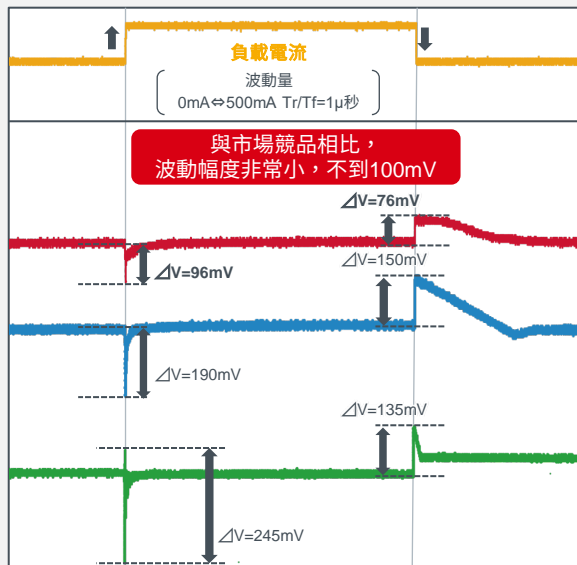 負載電流
波動量
0mA⇔500mA Tr/Tf=1μ秒
與市場競品相比，
波動幅度非常小，不到100mV
⊿V=76mV
⊿V=96mV
⊿V=150mV
⊿V=190mV
⊿V=135mV
⊿V=245mV